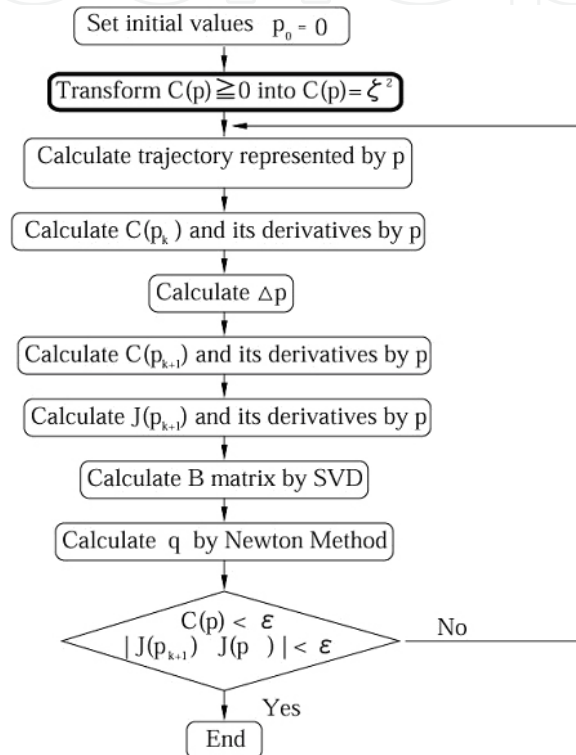 Set initial values p₀ = 0
Transform C(p)≧0 into C(p)= ζ²
Calculate trajectory represented by p
Calculate C(pₖ) and its derivatives by p
Calculate △p
Calculate C(pₖ₊₁) and its derivatives by p
Calculate J(pₖ₊₁) and its derivatives by p
Calculate B matrix by SVD
Calculate q by Newton Method
C(p) < ε
| J(pₖ₊₁) J(p ) | < ε
No
Yes
End